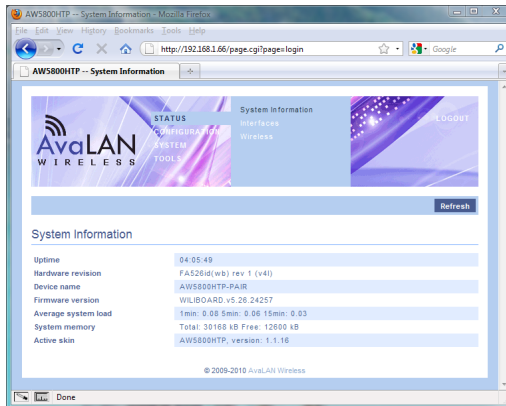 AW5800HTP -- System Information - Mozilla Firefox
File Edit View History Bookmarks Tools Help
http://192.168.1.66/page.cgi?page=login
Google
AW5800HTP -- System Information
AvaLAN
WIRELESS
STATUS
CONFIGURATION
SYSTEM
TOOLS
System Information
Interfaces
Wireless
LOGOUT
Refresh
System Information
Uptime 04:05:49
Hardware revision FA526id(wb) rev 1 (v4l)
Device name AW5800HTP-PAIR
Firmware version WILIBOARD.v5.26.24257
Average system load 1min: 0.08 5min: 0.06 15min: 0.03
System memory Total: 30168 kB Free: 12600 kB
Active skin AW5800HTP, version: 1.1.16
© 2009-2010 AvaLAN Wireless
Done